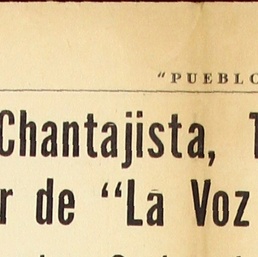 "PUEBLO
Chantajista,
de "La Voz